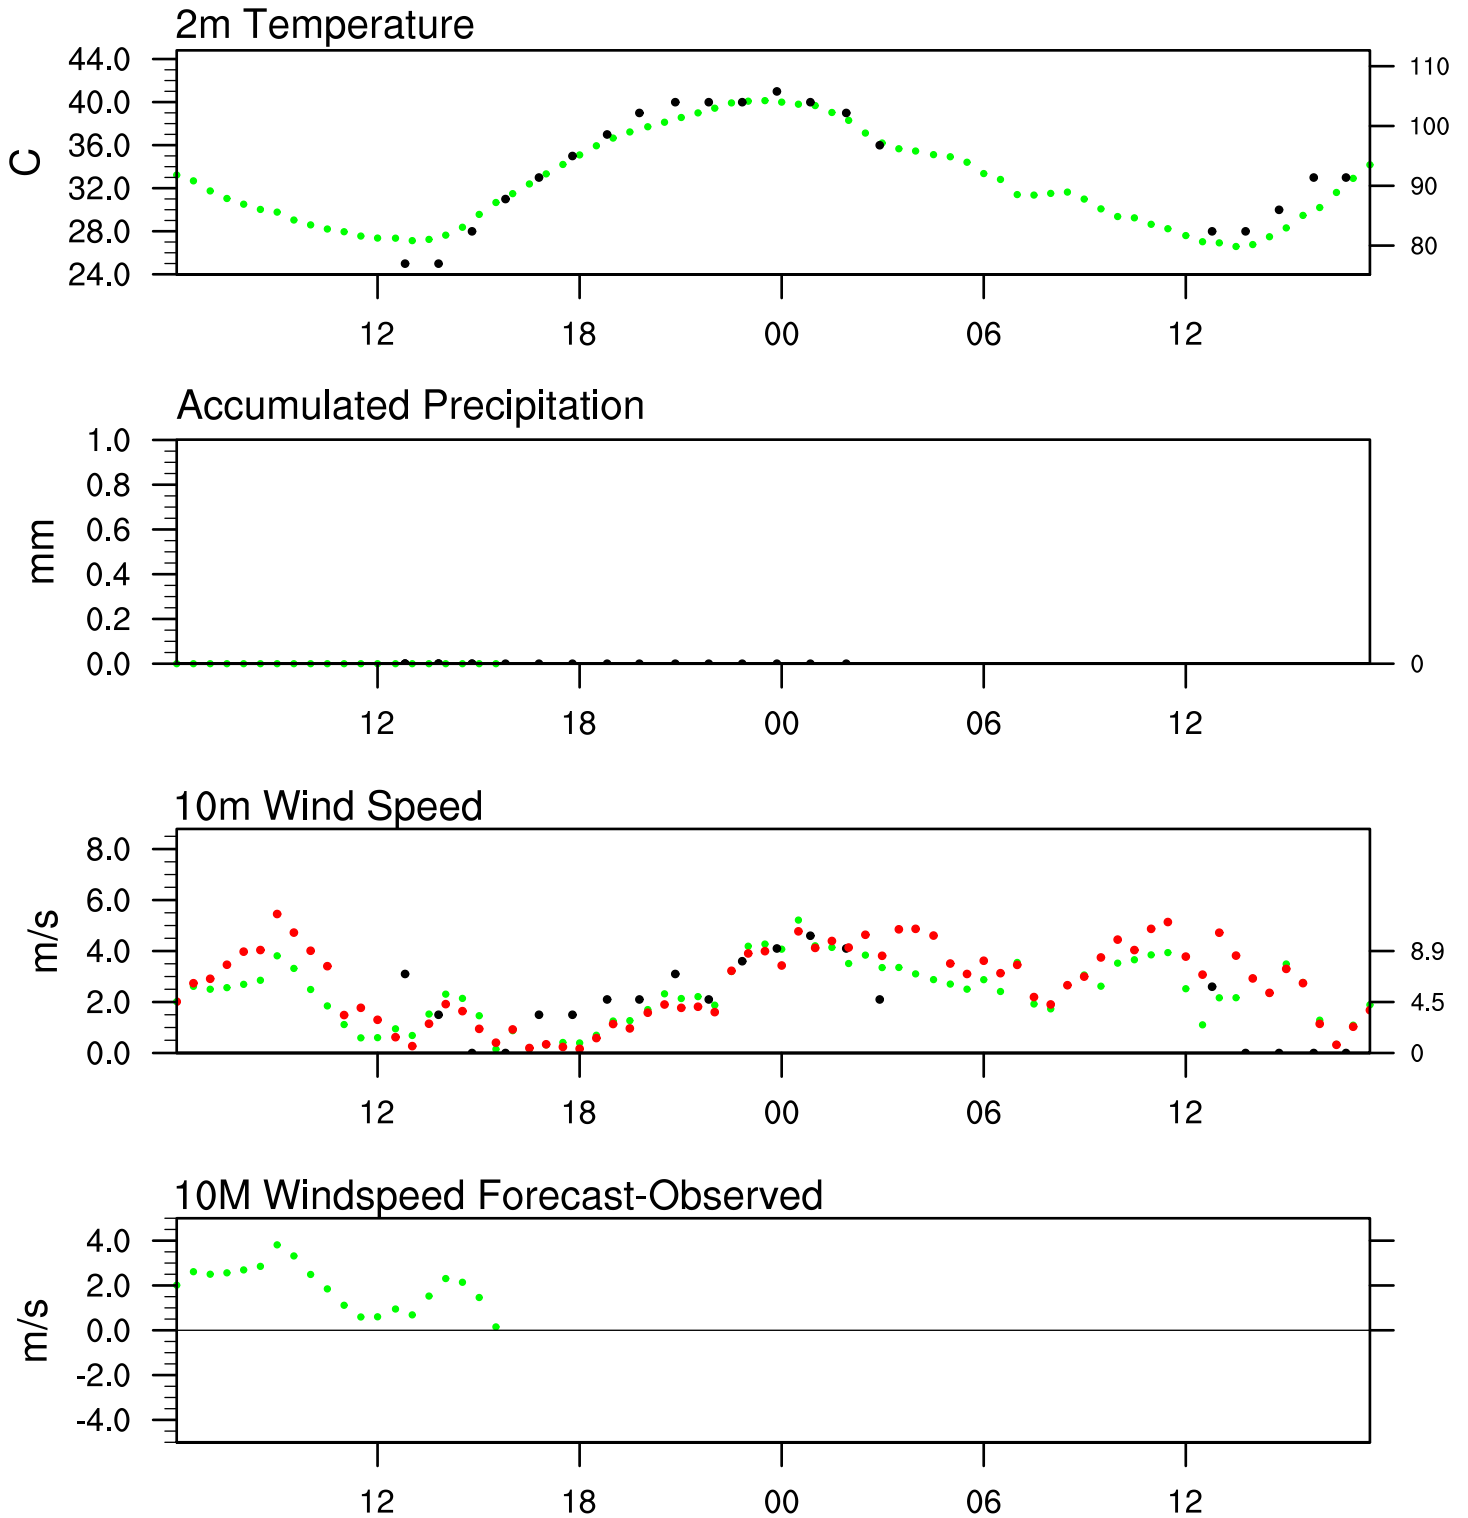 2m Temperature
44.0
40.0
36.0
32.0
28.0
24.0
C
110
100
90
80
12 18 00 06 12
Accumulated Precipitation
1.0
0.8
0.6
0.4
0.2
0.0
mm
0
12 18 00 06 12
10m Wind Speed
8.0
6.0
4.0
2.0
0.0
m/s
8.9
4.5
0
12 18 00 06 12
10M Windspeed Forecast-Observed
4.0
2.0
0.0
-2.0
-4.0
m/s
12 18 00 06 12